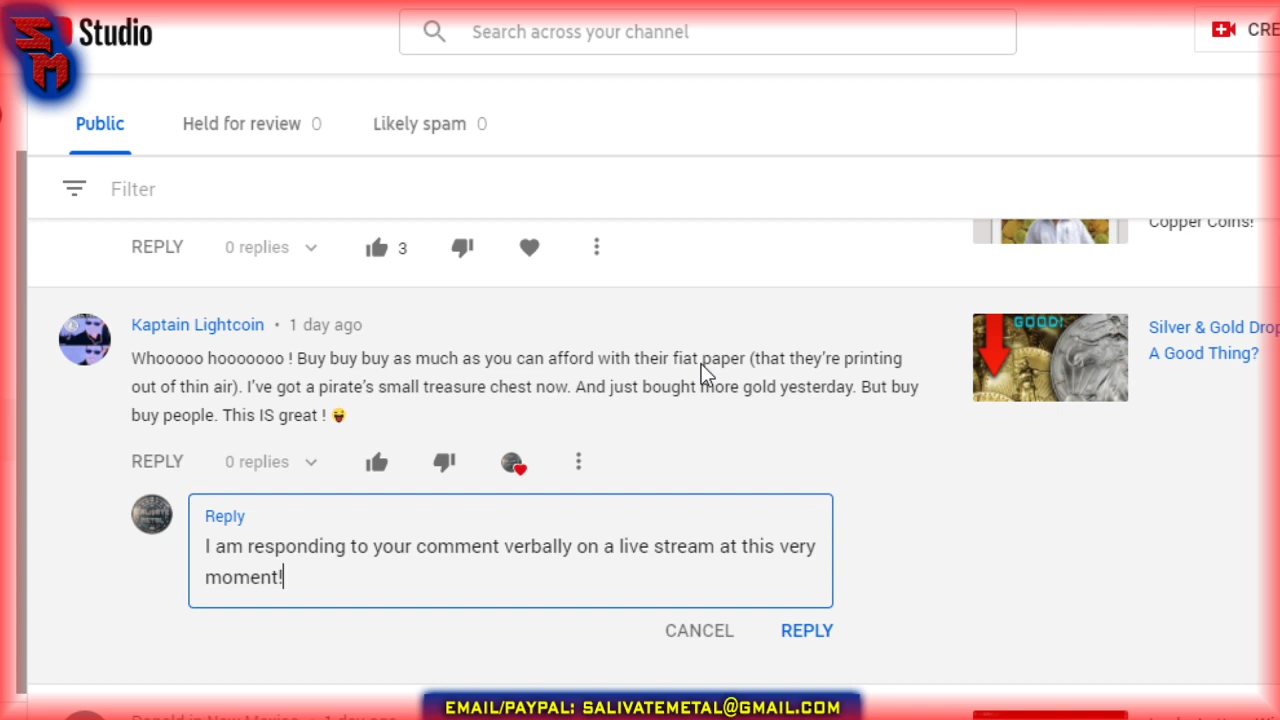 SM
Studio
Search across your channel
CRE
Public
Held for review 0
Likely spam 0
Filter
REPLY
0 replies
3
Copper Coins!
Kaptain Lightcoin • 1 day ago
Whooooo hooooooo ! Buy buy buy as much as you can afford with their fiat paper (that they're printing
out of thin air). I've got a pirate's small treasure chest now. And just bought more gold yesterday. But buy
buy people. This IS great !
GOOD!
Silver & Gold Drop
A Good Thing?
REPLY
0 replies
Reply
I am responding to your comment verbally on a live stream at this very
moment!
CANCEL
REPLY
EMAIL/PAYPAL: SALIVATEMETAL@GMAIL.COM